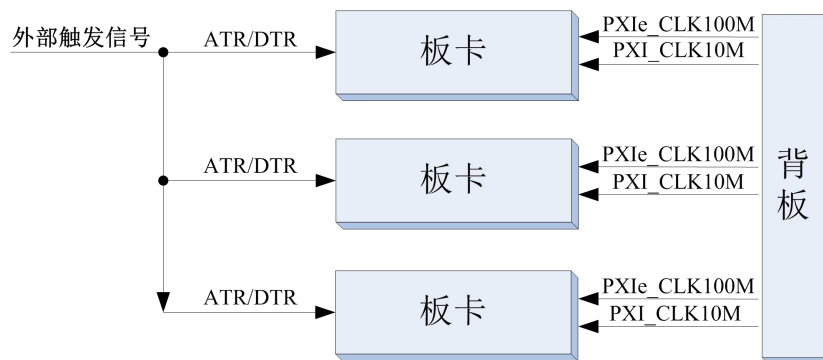 外部触发信号
ATR/DTR
板卡
PXIe_CLK100M
PXI_CLK10M
ATR/DTR
板卡
PXIe_CLK100M
PXI_CLK10M
背板
ATR/DTR
板卡
PXIe_CLK100M
PXI_CLK10M